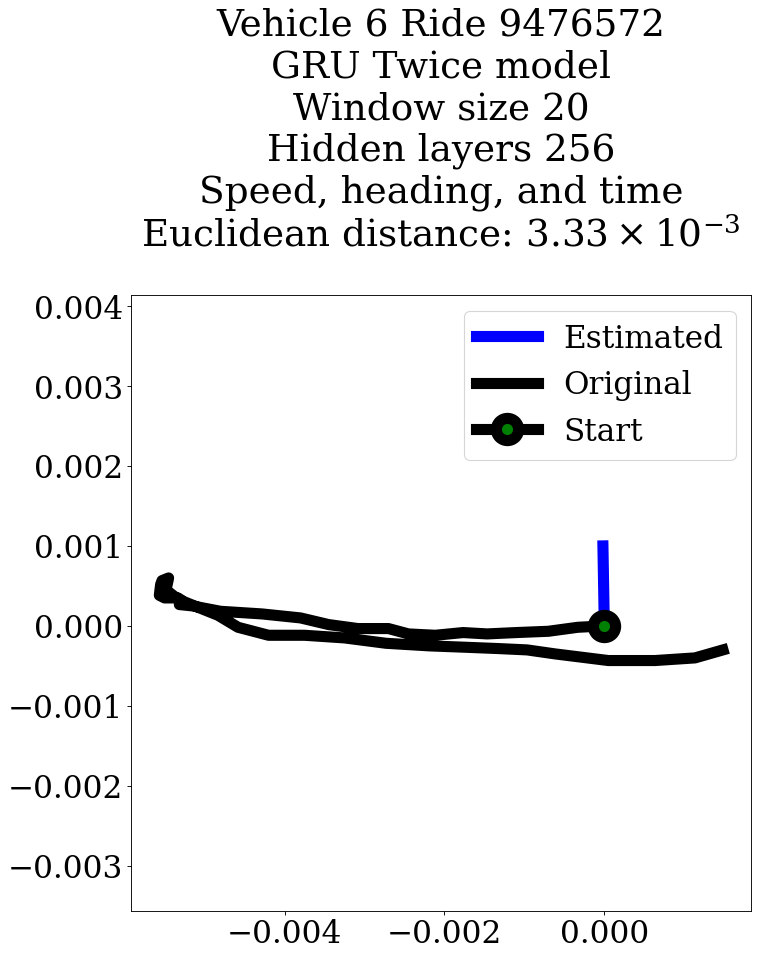 Vehicle 6 Ride 9476572
GRU Twice model
Window size 20
Hidden layers 256
Speed, heading, and time
Euclidean distance: 3.33 × 10⁻³
Estimated
Original
Start
0.004
0.003
0.002
0.001
0.000
−0.001
−0.002
−0.003
−0.004 −0.002 0.000